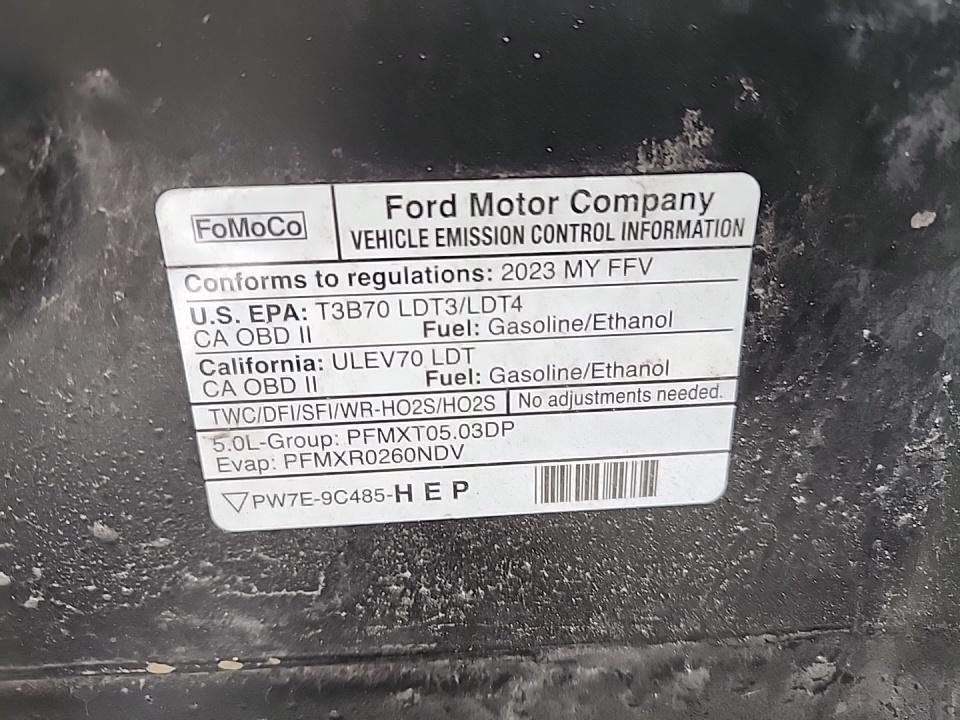 FoMoCo
Ford Motor Company
VEHICLE EMISSION CONTROL INFORMATION
Conforms to regulations: 2023 MY FFV
U.S. EPA: T3B70 LDT3/LDT4
CA OBD II Fuel: Gasoline/Ethanol
California: ULEV70 LDT
CA OBD II Fuel: Gasoline/Ethanol
TWC/DFI/SFI/WR-HO2S/HO2S No adjustments needed.
5.0L-Group: PFMXT05.03DP
Evap: PFMXR0260NDV
PW7E-9C485-H E P